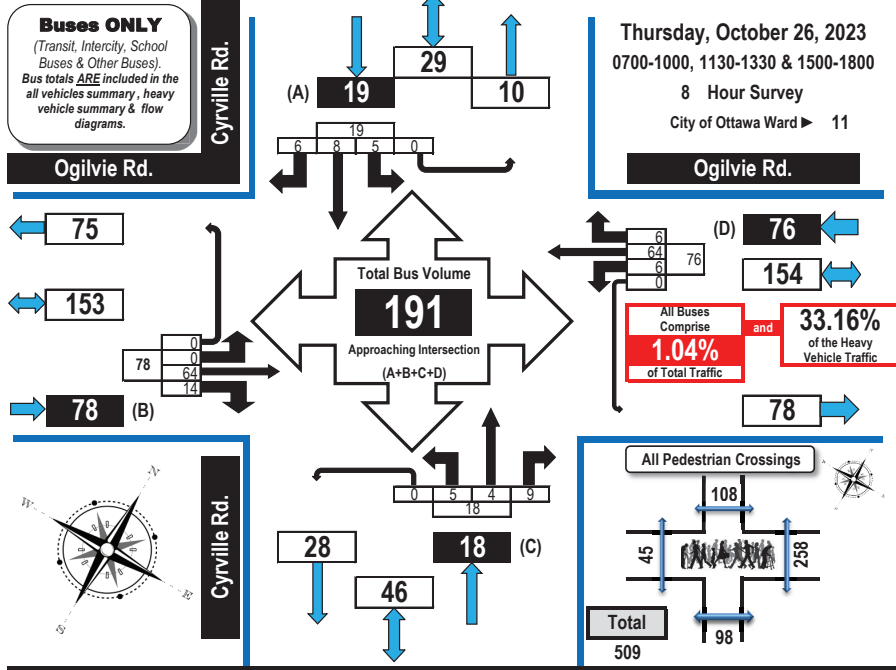 Buses ONLY
(Transit, Intercity, School
Buses & Other Buses).
Bus totals ARE included in the
all vehicles summary , heavy
vehicle summary & flow
diagrams.
Cyrville Rd.
Ogilvie Rd.
29
(A) 19
10
19
6 8 5 0
Thursday, October 26, 2023
0700-1000, 1130-1330 & 1500-1800
8 Hour Survey
City of Ottawa Ward ► 11
Ogilvie Rd.
75
153
0
0
78
64
14
78 (B)
Total Bus Volume
191
Approaching Intersection
(A+B+C+D)
6
64
76
6
0
(D) 76
154
All Buses
Comprise
1.04%
of Total Traffic
and
33.16%
of the Heavy
Vehicle Traffic
78
N
W
E
S
Cyrville Rd.
0 5 4 9
18
28
18 (C)
46
All Pedestrian Crossings
108
45
258
98
Total
509